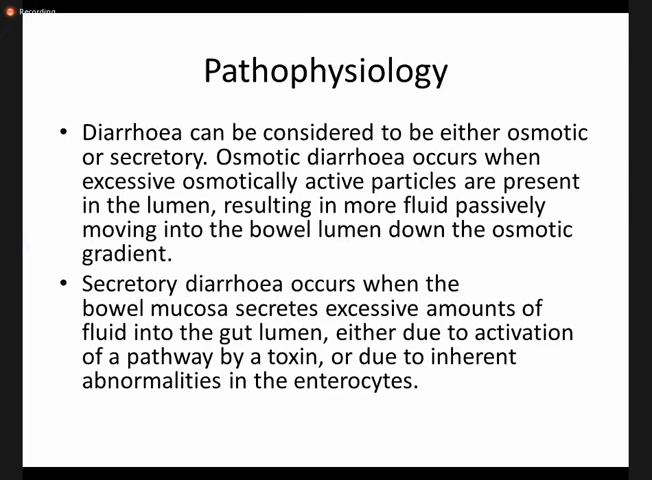 Recording
Pathophysiology
• Diarrhoea can be considered to be either osmotic
or secretory. Osmotic diarrhoea occurs when
excessive osmotically active particles are present
in the lumen, resulting in more fluid passively
moving into the bowel lumen down the osmotic
gradient.
• Secretory diarrhoea occurs when the
bowel mucosa secretes excessive amounts of
fluid into the gut lumen, either due to activation
of a pathway by a toxin, or due to inherent
abnormalities in the enterocytes.